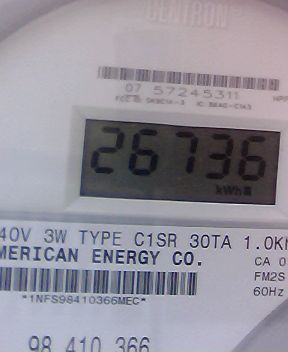 CENTRON®
07 57245311
26736
kWh
40V 3W TYPE C1SR 30TA 1.0K
MERICAN ENERGY CO.
CA 0
FM2S
60Hz
*1NFS98410366MEC*
98 410 366